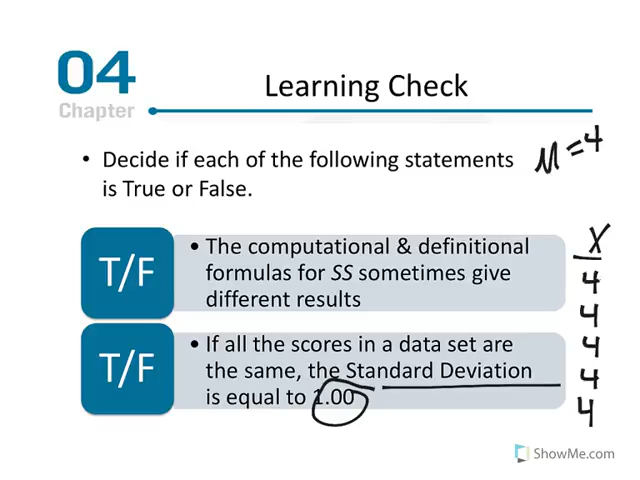 04
Chapter
Learning Check
• Decide if each of the following statements
is True or False.
M = 4
T/F
• The computational & definitional
formulas for SS sometimes give
different results
T/F
• If all the scores in a data set are
the same, the Standard Deviation
is equal to 1.00
X
4
4
4
4
4
ShowMe.com